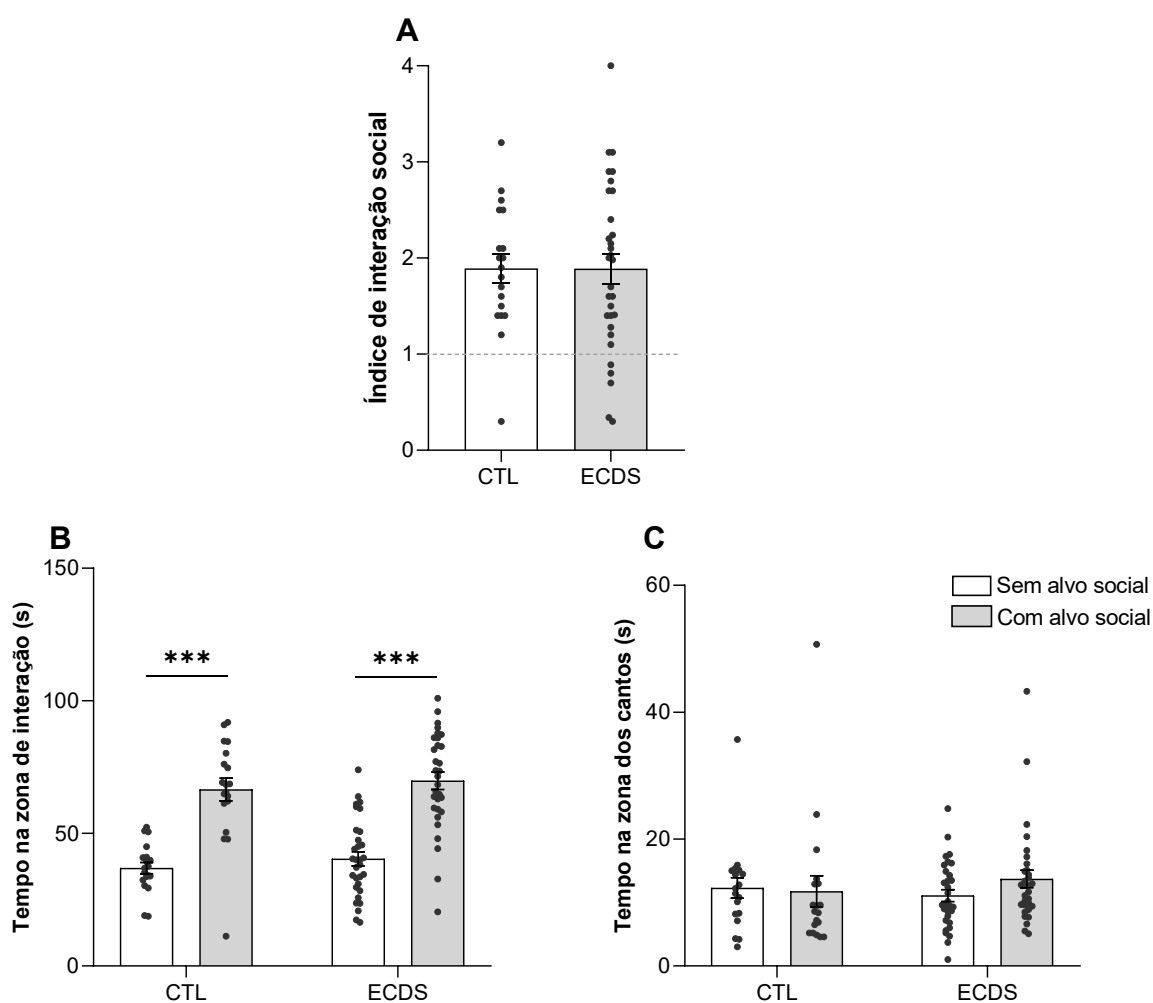 A
Índice de interação social
4
3
2
1
0
CTL ECDS
B
Tempo na zona de interação (s)
150
100
50
0
*** ***
CTL ECDS
C
Tempo na zona dos cantos (s)
60
40
20
0
Sem alvo social
Com alvo social
CTL ECDS